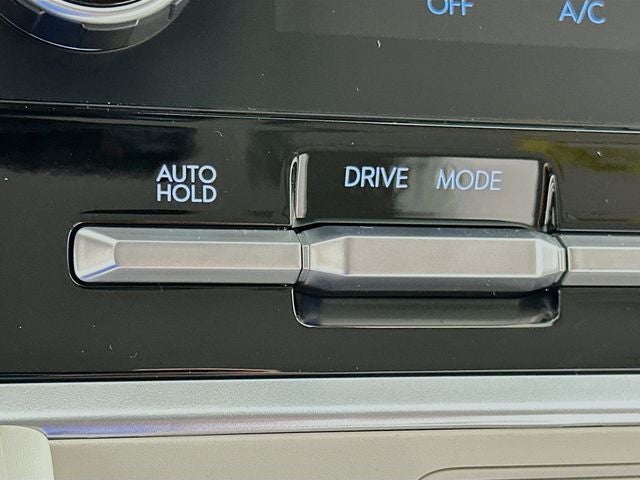 OFF A/C
AUTO
HOLD
DRIVE MODE